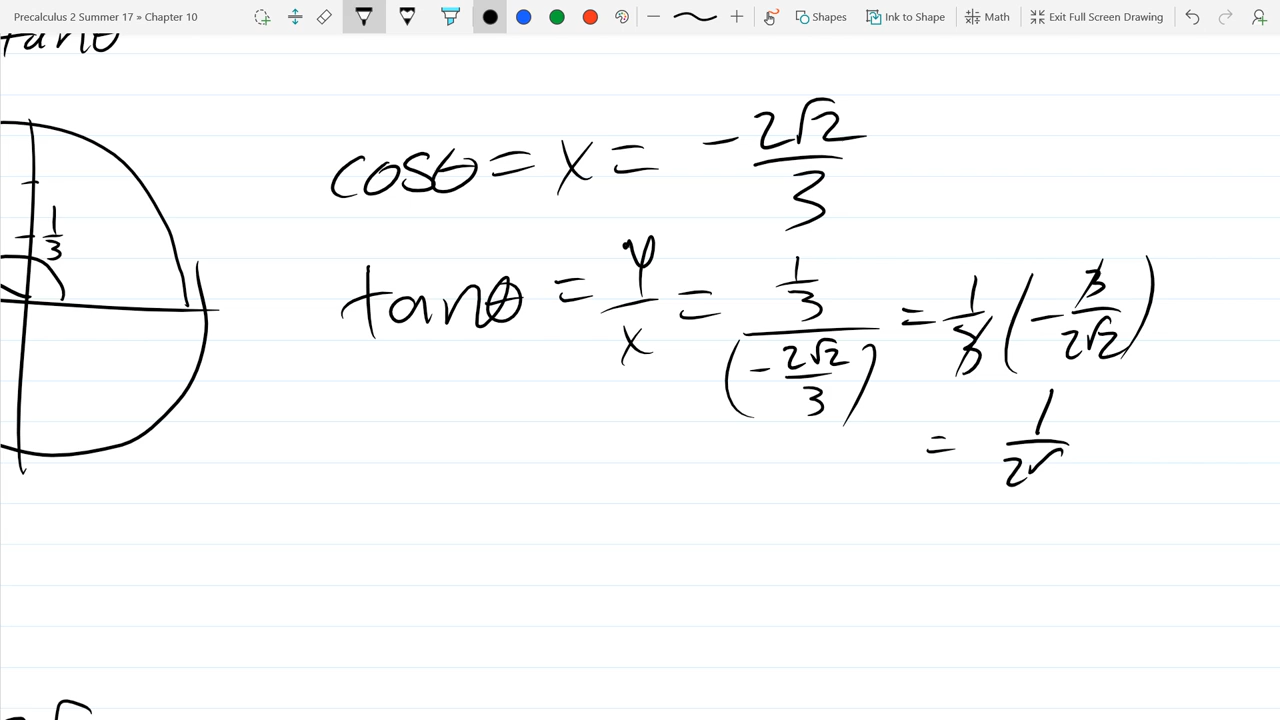 Precalculus 2 Summer 17 » Chapter 10 Shapes Ink to Shape Math Exit Full Screen Drawing
tanθ
cosθ = x = -2√2/3
1/3
tanθ = y/x = (1/3)/(-2√2/3) = 1/3 (-3/2√2)
= 1/2√